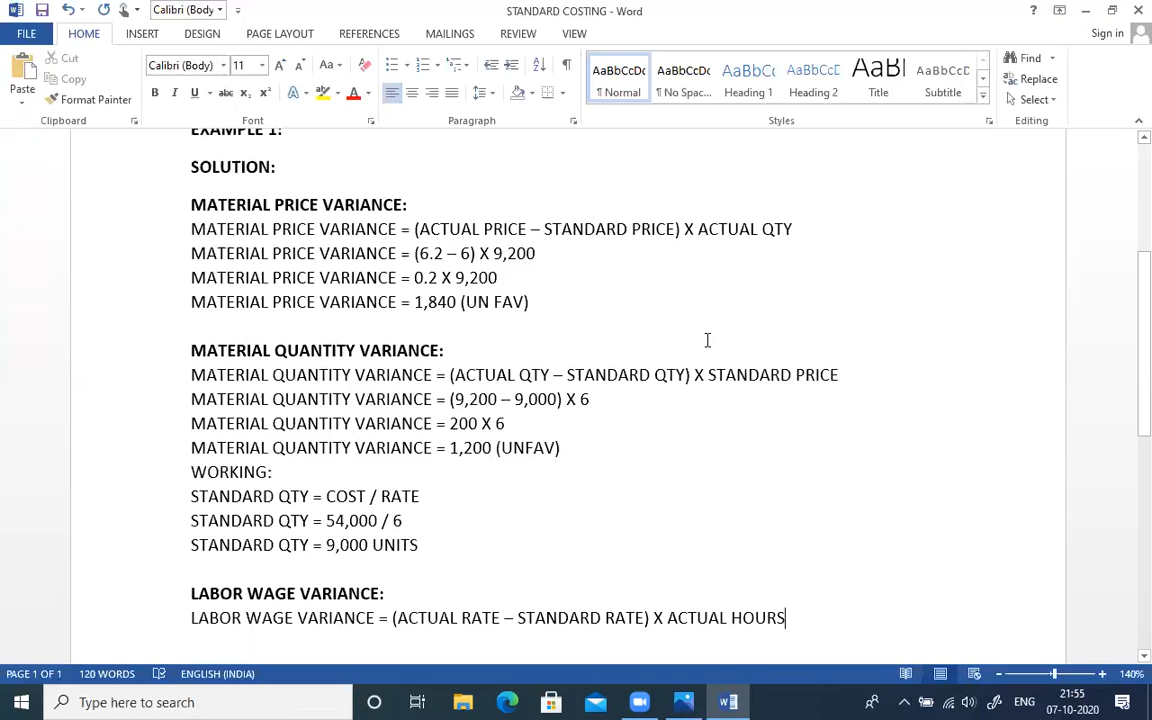 STANDARD COSTING - Word
Calibri (Body
Sign in
FILE HOME INSERT DESIGN PAGE LAYOUT REFERENCES MAILINGS REVIEW VIEW
Paste
Cut
Copy
Format Painter
Clipboard
Calibri (Body) 11
Font
Paragraph
AaBbCcDc AaBbCcDc AaBbCc AaBbCcD AaBl AaBbCcD
¶ Normal ¶ No Spac... Heading 1 Heading 2 Title Subtitle
Styles
Find
Replace
Select
Editing
EXAMPLE 1:
SOLUTION:
MATERIAL PRICE VARIANCE:
MATERIAL PRICE VARIANCE = (ACTUAL PRICE – STANDARD PRICE) X ACTUAL QTY
MATERIAL PRICE VARIANCE = (6.2 – 6) X 9,200
MATERIAL PRICE VARIANCE = 0.2 X 9,200
MATERIAL PRICE VARIANCE = 1,840 (UN FAV)
MATERIAL QUANTITY VARIANCE:
MATERIAL QUANTITY VARIANCE = (ACTUAL QTY – STANDARD QTY) X STANDARD PRICE
MATERIAL QUANTITY VARIANCE = (9,200 – 9,000) X 6
MATERIAL QUANTITY VARIANCE = 200 X 6
MATERIAL QUANTITY VARIANCE = 1,200 (UNFAV)
WORKING:
STANDARD QTY = COST / RATE
STANDARD QTY = 54,000 / 6
STANDARD QTY = 9,000 UNITS
LABOR WAGE VARIANCE:
LABOR WAGE VARIANCE = (ACTUAL RATE – STANDARD RATE) X ACTUAL HOURS
PAGE 1 OF 1 120 WORDS ENGLISH (INDIA) 140%
Type here to search
ENG
21:55
07-10-2020